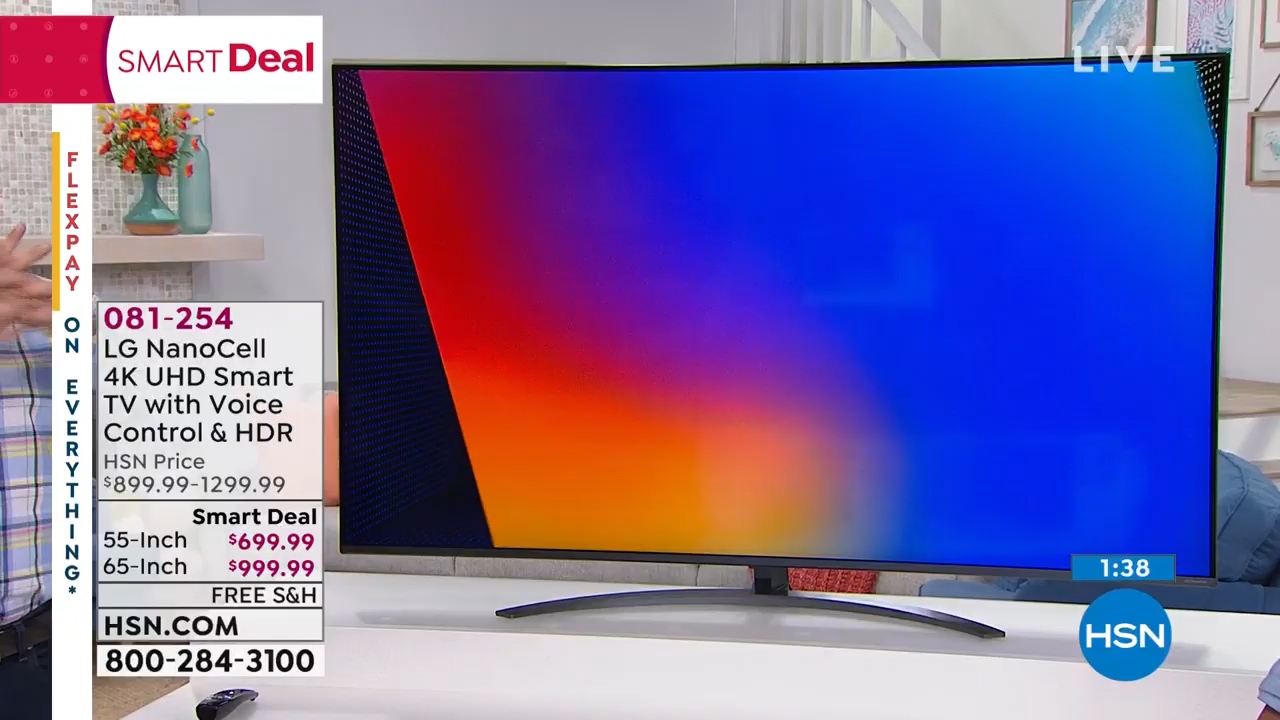 SMART Deal
LIVE
FLEXPAY ON EVERYTHING*
081-254
LG NanoCell
4K UHD Smart
TV with Voice
Control & HDR
HSN Price
$899.99-1299.99
Smart Deal
55-Inch $699.99
65-Inch $999.99
FREE S&H
HSN.COM
800-284-3100
1:38
HSN